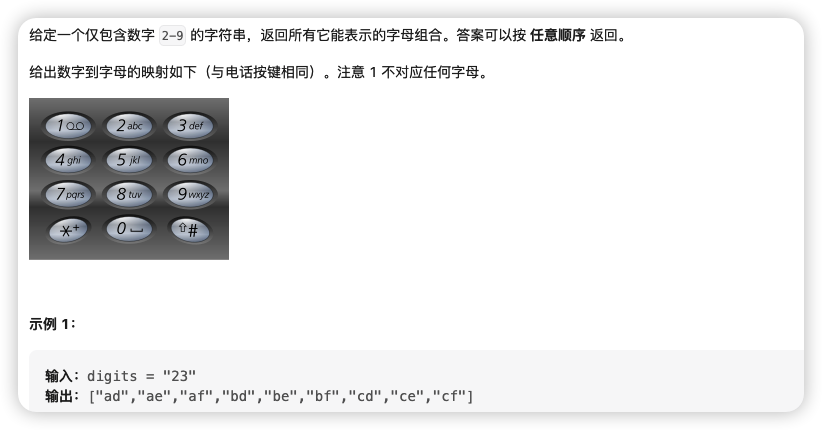 给定一个仅包含数字 2-9 的字符串，返回所有它能表示的字母组合。答案可以按 任意顺序 返回。
给出数字到字母的映射如下（与电话按键相同）。注意 1 不对应任何字母。
1 2 abc 3 def
4 ghi 5 jkl 6 mno
7 pqrs 8 tuv 9 wxyz
*+ 0 ⇧#
示例 1：
输入：digits = "23"
输出：["ad","ae","af","bd","be","bf","cd","ce","cf"]